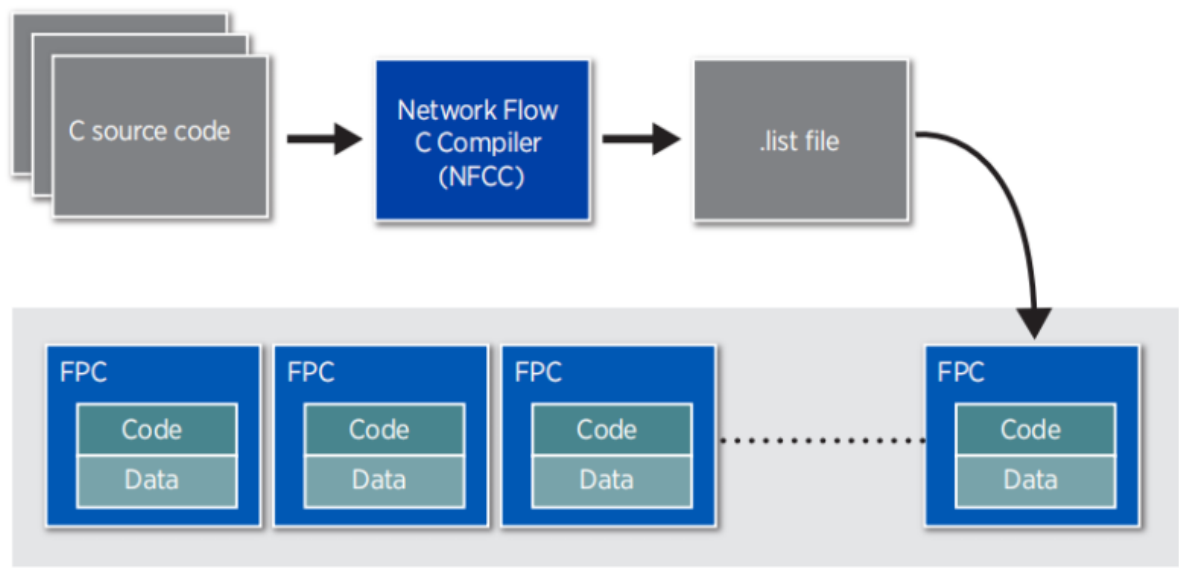 C source code
Network Flow
C Compiler
(NFCC)
.list file
FPC
Code
Data
FPC
Code
Data
FPC
Code
Data
FPC
Code
Data